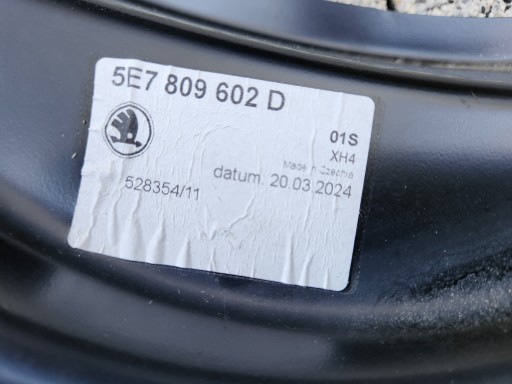 5E7 809 602 D
01S
XH4
Made in Czechia
datum. 20.03.2024
528354/11